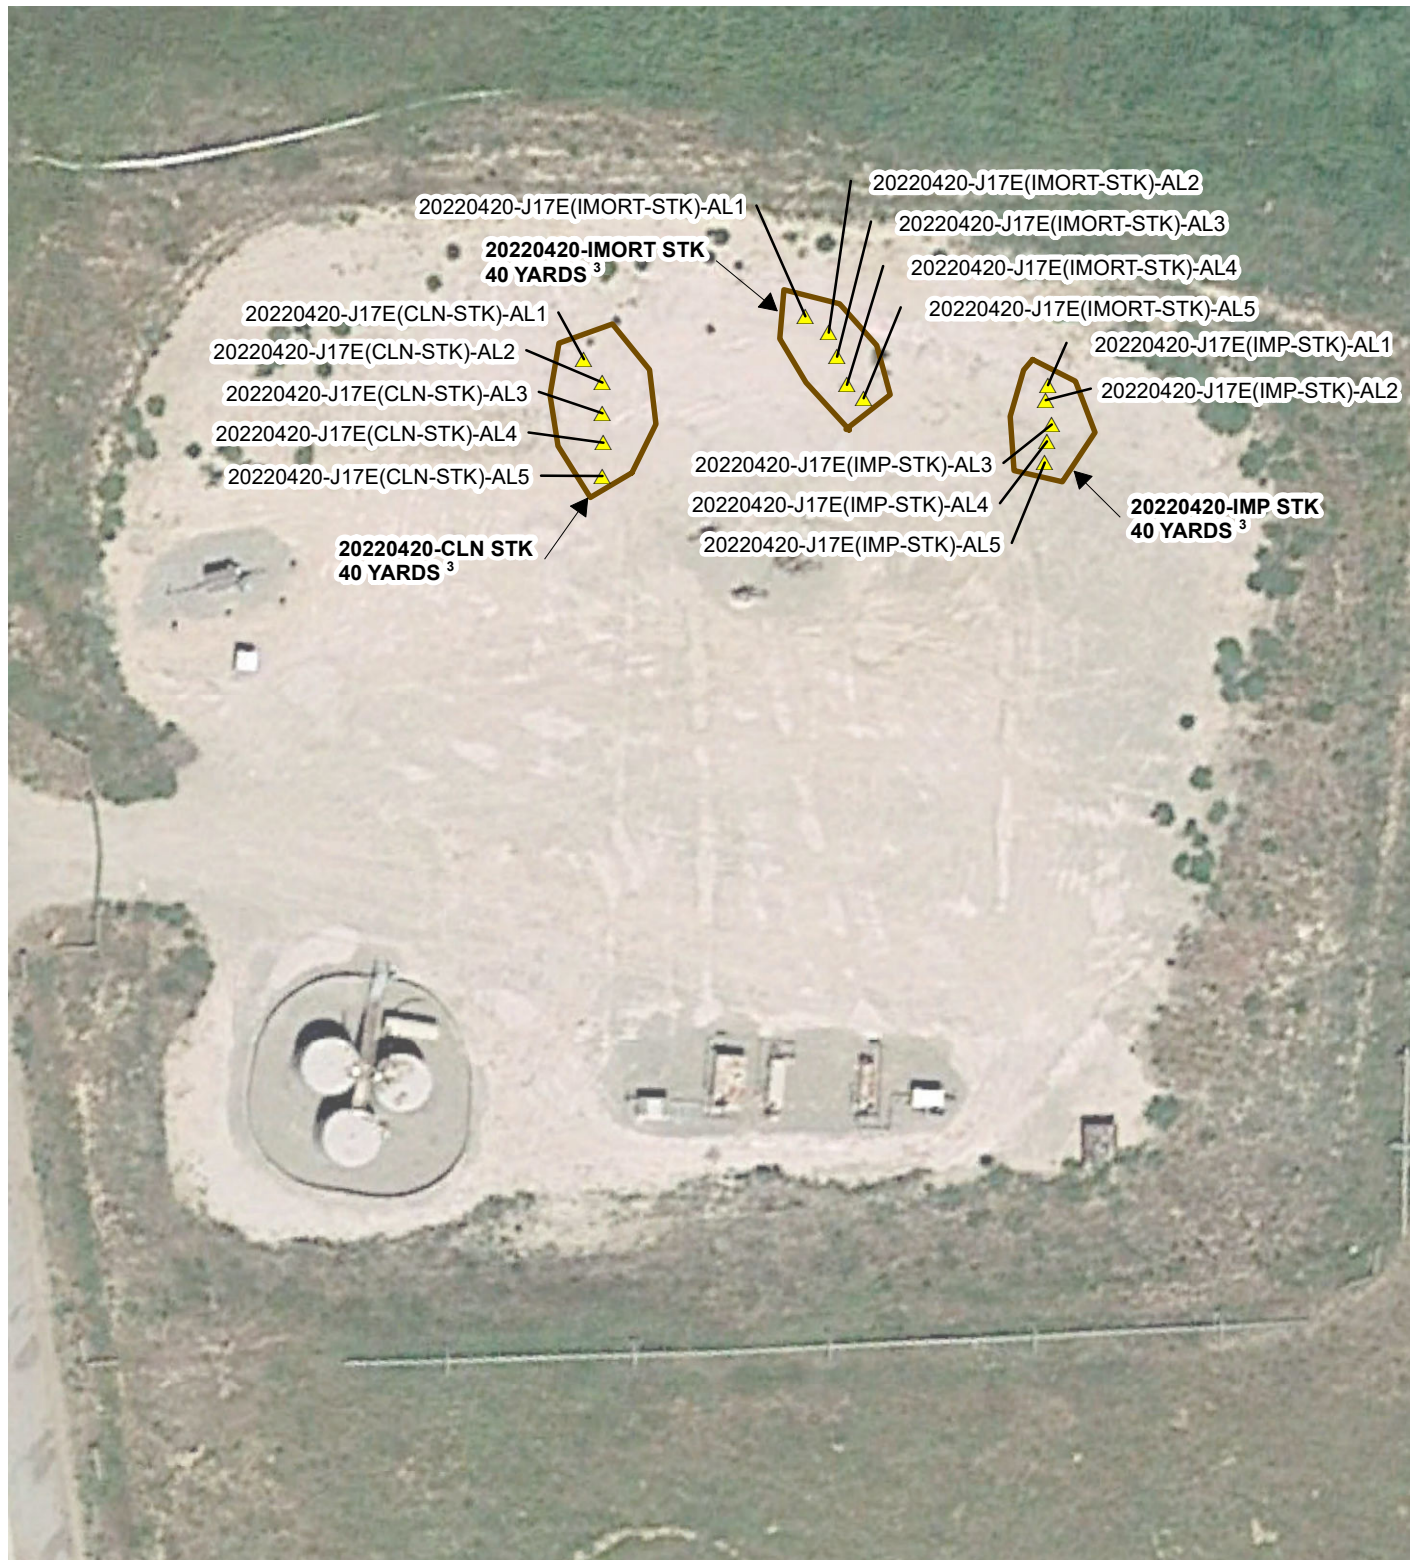 20220420-J17E(IMORT-STK)-AL2
20220420-J17E(IMORT-STK)-AL1
20220420-J17E(IMORT-STK)-AL3
20220420-IMORT STK
40 YARDS ³
20220420-J17E(IMORT-STK)-AL4
20220420-J17E(IMORT-STK)-AL5
20220420-J17E(CLN-STK)-AL1
20220420-J17E(IMP-STK)-AL1
20220420-J17E(CLN-STK)-AL2
20220420-J17E(IMP-STK)-AL2
20220420-J17E(CLN-STK)-AL3
20220420-J17E(CLN-STK)-AL4
20220420-J17E(IMP-STK)-AL3
20220420-J17E(CLN-STK)-AL5
20220420-J17E(IMP-STK)-AL4
20220420-IMP STK
40 YARDS ³
20220420-J17E(IMP-STK)-AL5
20220420-CLN STK
40 YARDS ³